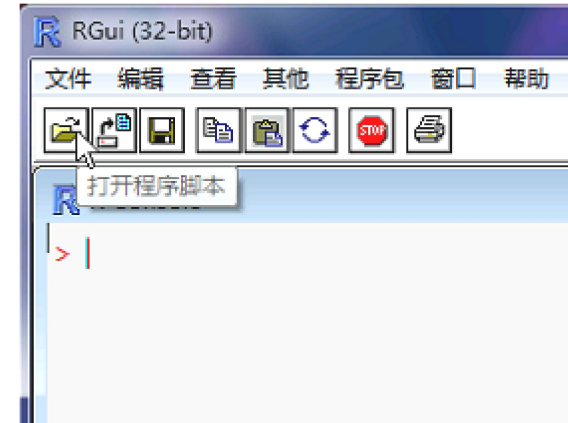 RGui (32-bit)
文件 编辑 查看 其他 程序包 窗口 帮助
STOP
打开程序脚本
R
>